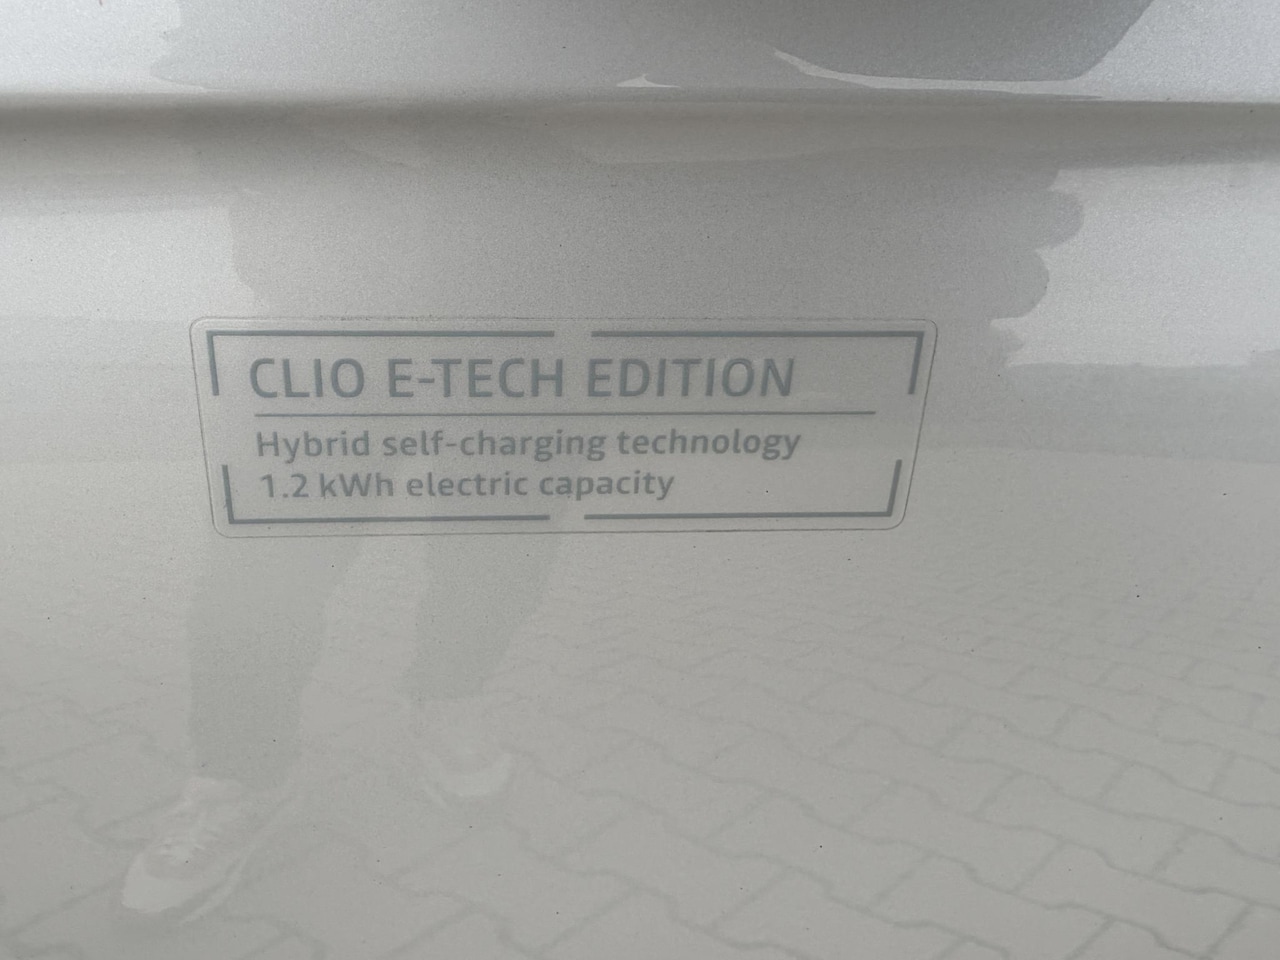 CLIO E-TECH EDITION
Hybrid self-charging technology
1.2 kWh electric capacity